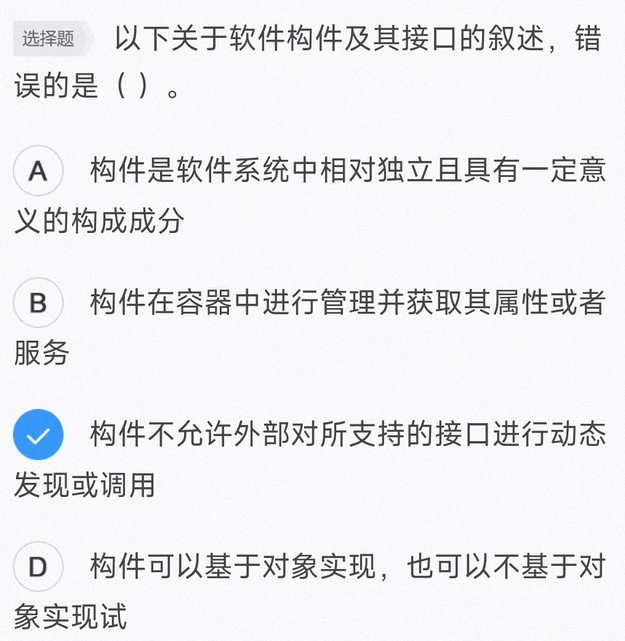 选择题 以下关于软件构件及其接口的叙述，错
误的是（ ）。
A 构件是软件系统中相对独立且具有一定意
义的构成成分
B 构件在容器中进行管理并获取其属性或者
服务
构件不允许外部对所支持的接口进行动态
发现或调用
D 构件可以基于对象实现，也可以不基于对
象实现试